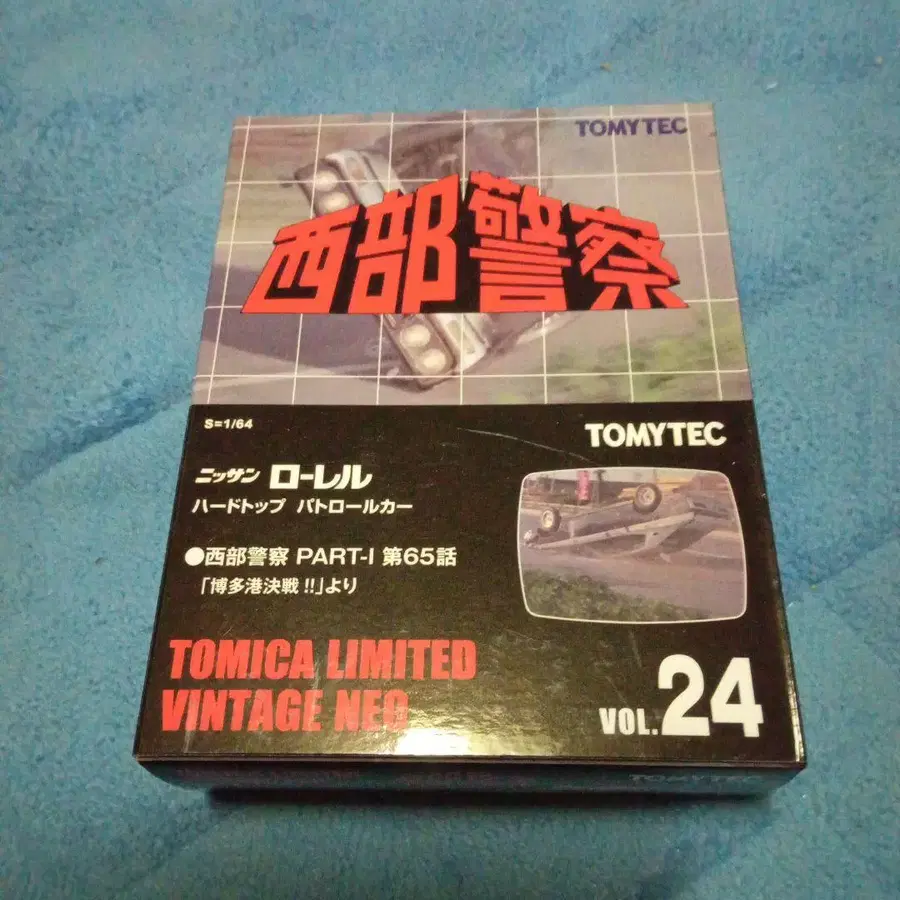 TOMYTEC
西部警察
S=1/64
TOMYTEC
ニッサン ローレル
ハードトップ パトロールカー
●西部警察 PART-I 第65話
「博多港決戦!!」より
TOMICA LIMITED
VINTAGE NEO
VOL.24
TOMYTEC